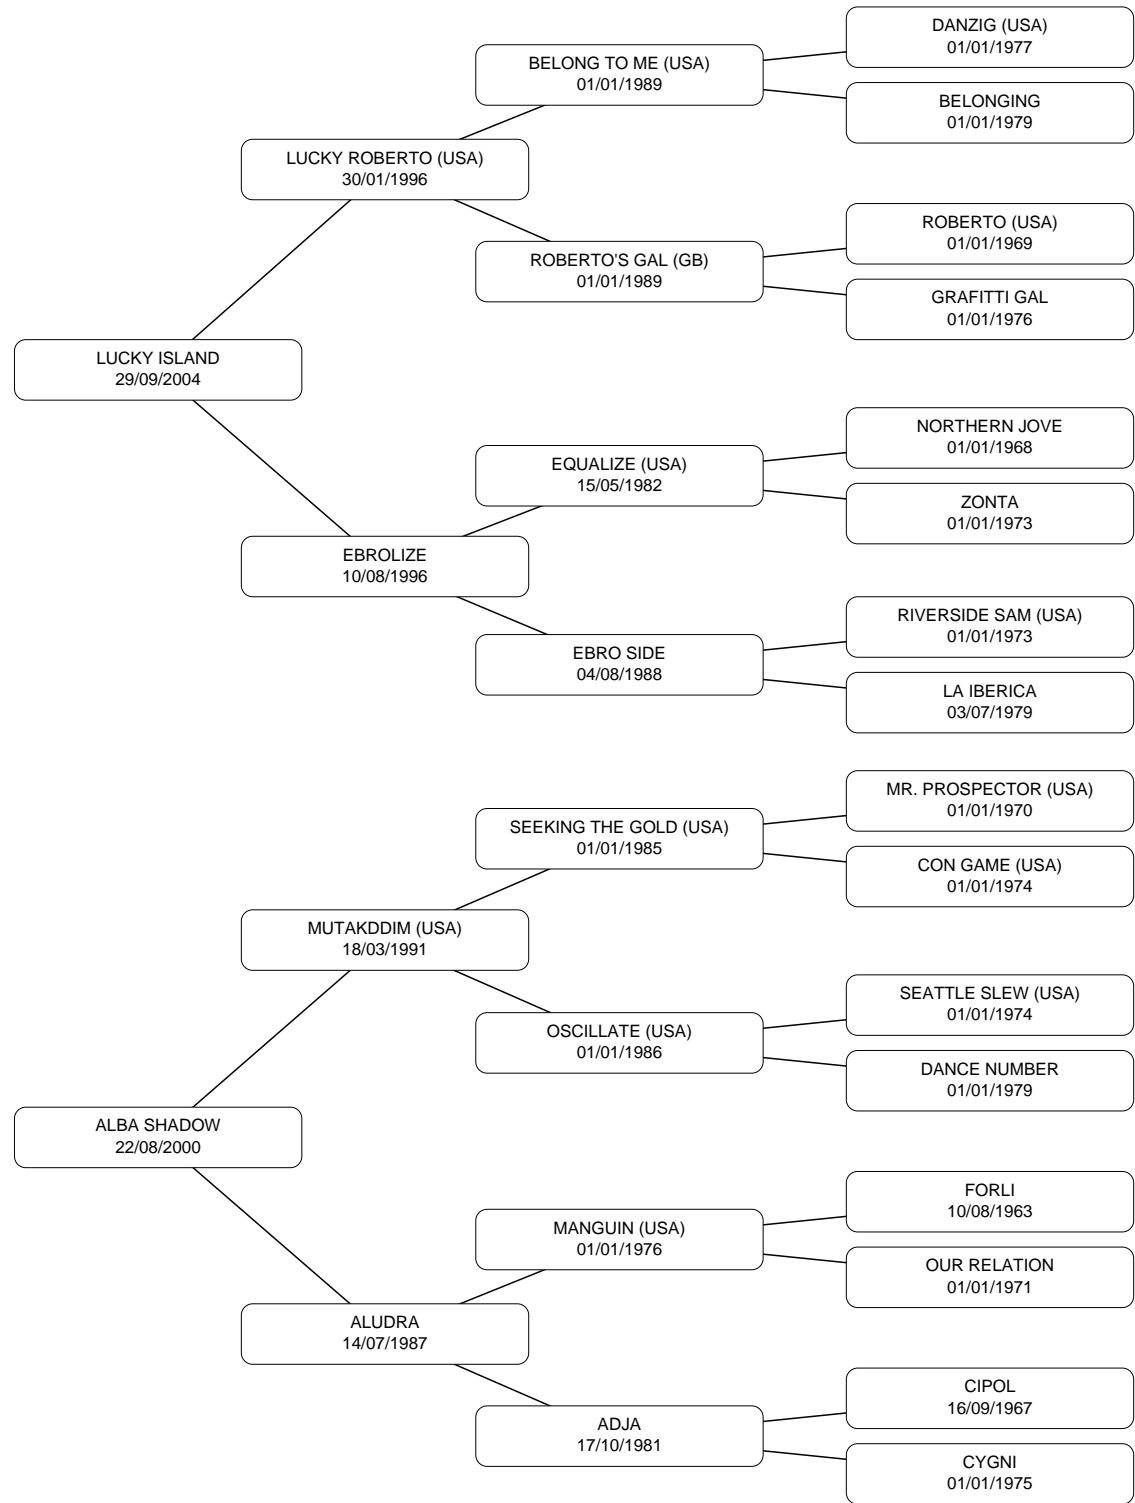 DANZIG (USA)
01/01/1977
BELONG TO ME (USA)
01/01/1989
BELONGING
01/01/1979
LUCKY ROBERTO (USA)
30/01/1996
ROBERTO (USA)
01/01/1969
ROBERTO'S GAL (GB)
01/01/1989
GRAFITTI GAL
01/01/1976
LUCKY ISLAND
29/09/2004
NORTHERN JOVE
01/01/1968
EQUALIZE (USA)
15/05/1982
ZONTA
01/01/1973
EBROLIZE
10/08/1996
RIVERSIDE SAM (USA)
01/01/1973
EBRO SIDE
04/08/1988
LA IBERICA
03/07/1979
MR. PROSPECTOR (USA)
01/01/1970
SEEKING THE GOLD (USA)
01/01/1985
CON GAME (USA)
01/01/1974
MUTAKDDIM (USA)
18/03/1991
SEATTLE SLEW (USA)
01/01/1974
OSCILLATE (USA)
01/01/1986
DANCE NUMBER
01/01/1979
ALBA SHADOW
22/08/2000
FORLI
10/08/1963
MANGUIN (USA)
01/01/1976
OUR RELATION
01/01/1971
ALUDRA
14/07/1987
CIPOL
16/09/1967
ADJA
17/10/1981
CYGNI
01/01/1975